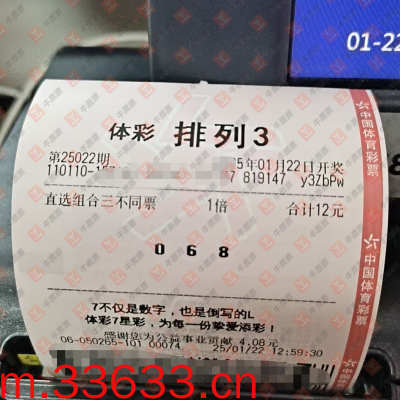 01-22
体彩 排列3
第25022期
5年01月22日开奖
110110-15 7 819147 y3ZbPw
直选组合三不同票 1倍 合计12元
0 6 8
7不仅是数字，也是倒写的L
体彩7星彩，为每一份挚爱添彩！
感谢您为公益事业贡献 4.08元
06-050265-101 00074 25/01/22 12:59:30
中国体育彩
中国体育彩票
m.33633.cn